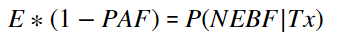 E ∗ (1 − PAF) = P(NEBF|Tx)